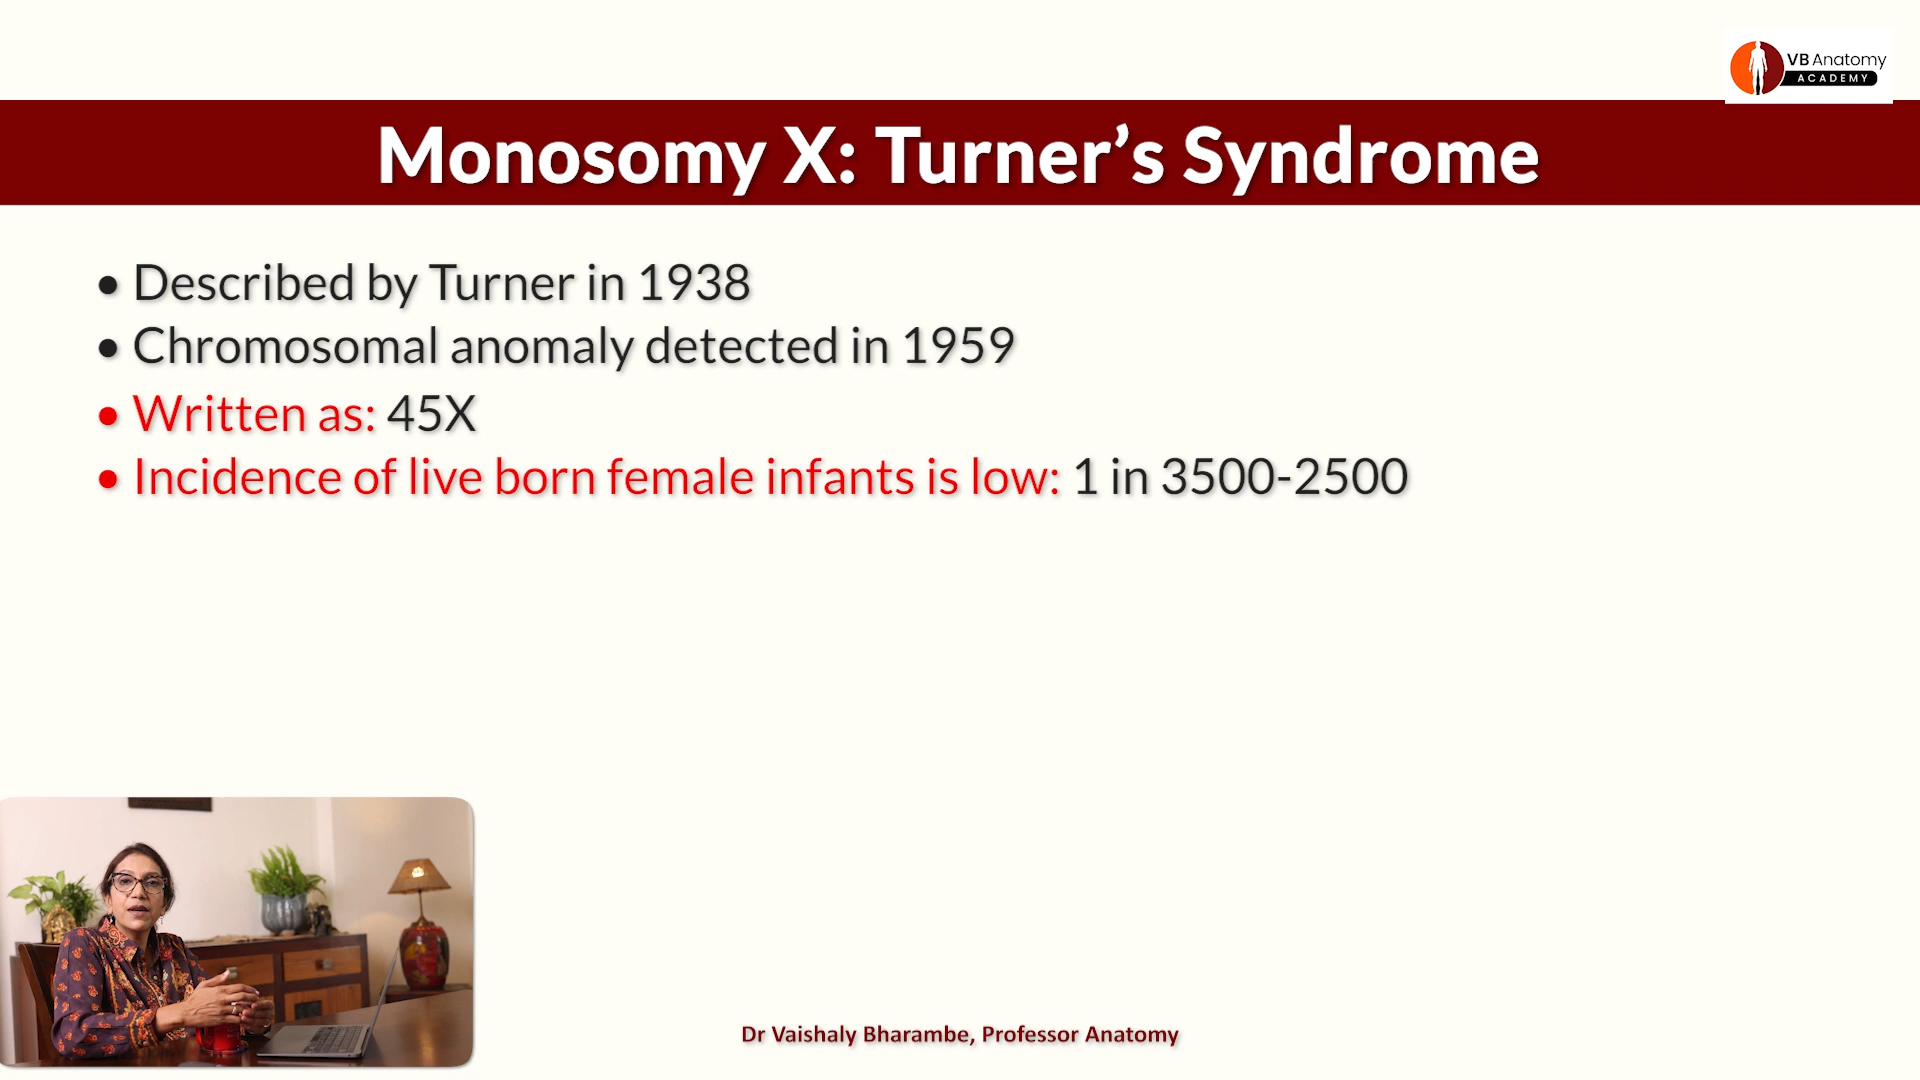 VB Anatomy
ACADEMY
Monosomy X: Turner’s Syndrome
• Described by Turner in 1938
• Chromosomal anomaly detected in 1959
• Written as: 45X
• Incidence of live born female infants is low: 1 in 3500-2500
Dr Vaishaly Bharambe, Professor Anatomy